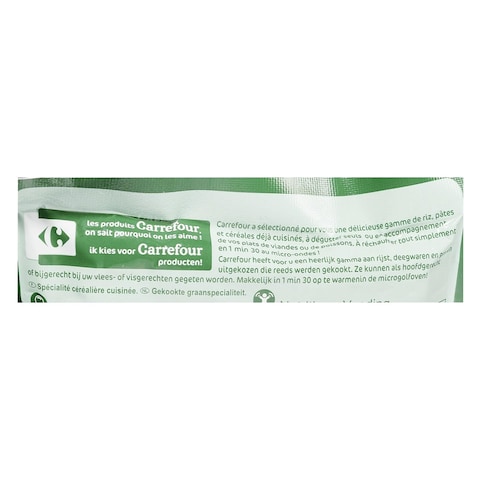 les produits Carrefour,
on sait pourquoi on les aime !
ik kies voor Carrefour
producten!
Carrefour a sélectionné pour vous une délicieuse gamme de riz, pâtes
et céréales déjà cuisinés, à déguster seuls ou en accompagnement
de vos plats de viandes ou de poissons. À réchauffer tout simplement
en 1 min 30 au micro-ondes !
Carrefour heeft voor u een heerlijk gamma aan rijst, deegwaren en
uitgekozen die reeds werden gekookt. Ze kunnen als hoofdgerecht
of bijgerecht bij uw vlees- of visgerechten gegeten worden. Makkelijk in 1 min 30 op te warmen in de microgolfoven!
Spécialité céréalière cuisinée. Gekookte graanspecialiteit.